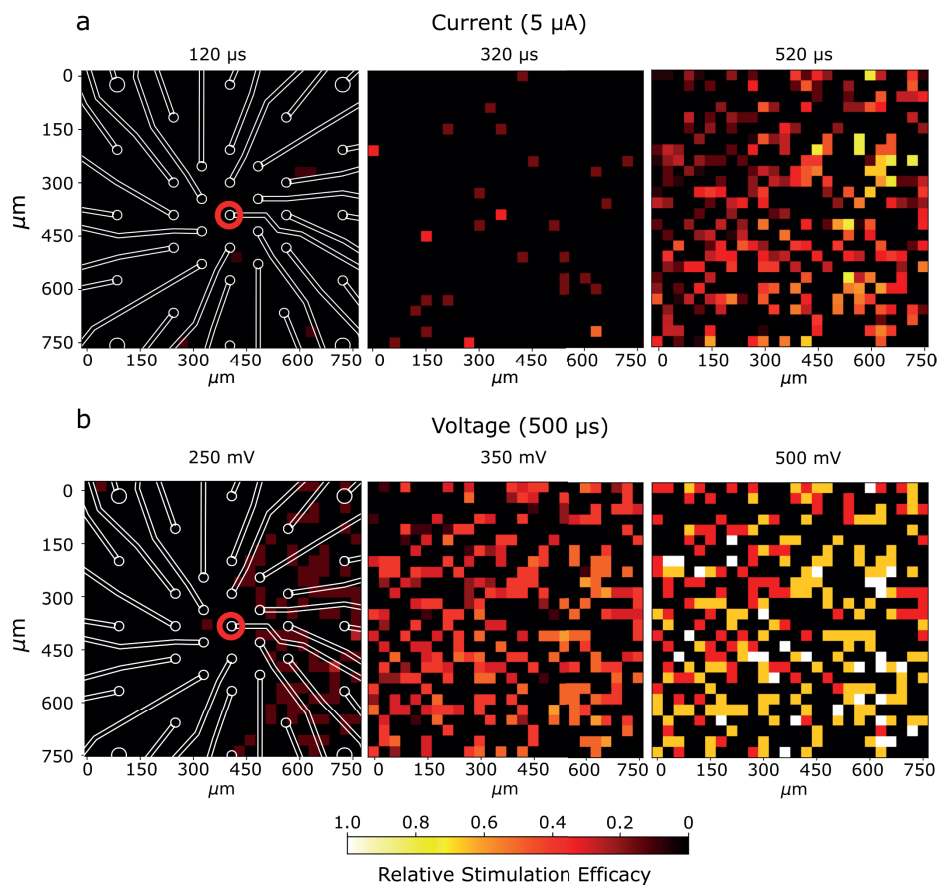 a
Current (5 µA)
120 µs 320 µs 520 µs
0
150
300
450
600
750
µm
0 150 300 450 600 750
0 150 300 450 600 750
0 150 300 450 600 750
µm µm µm
b
Voltage (500 µs)
250 mV 350 mV 500 mV
0
150
300
450
600
750
µm
0 150 300 450 600 750
0 150 300 450 600 750
0 150 300 450 600 750
µm µm µm
1.0 0.8 0.6 0.4 0.2 0
Relative Stimulation Efficacy